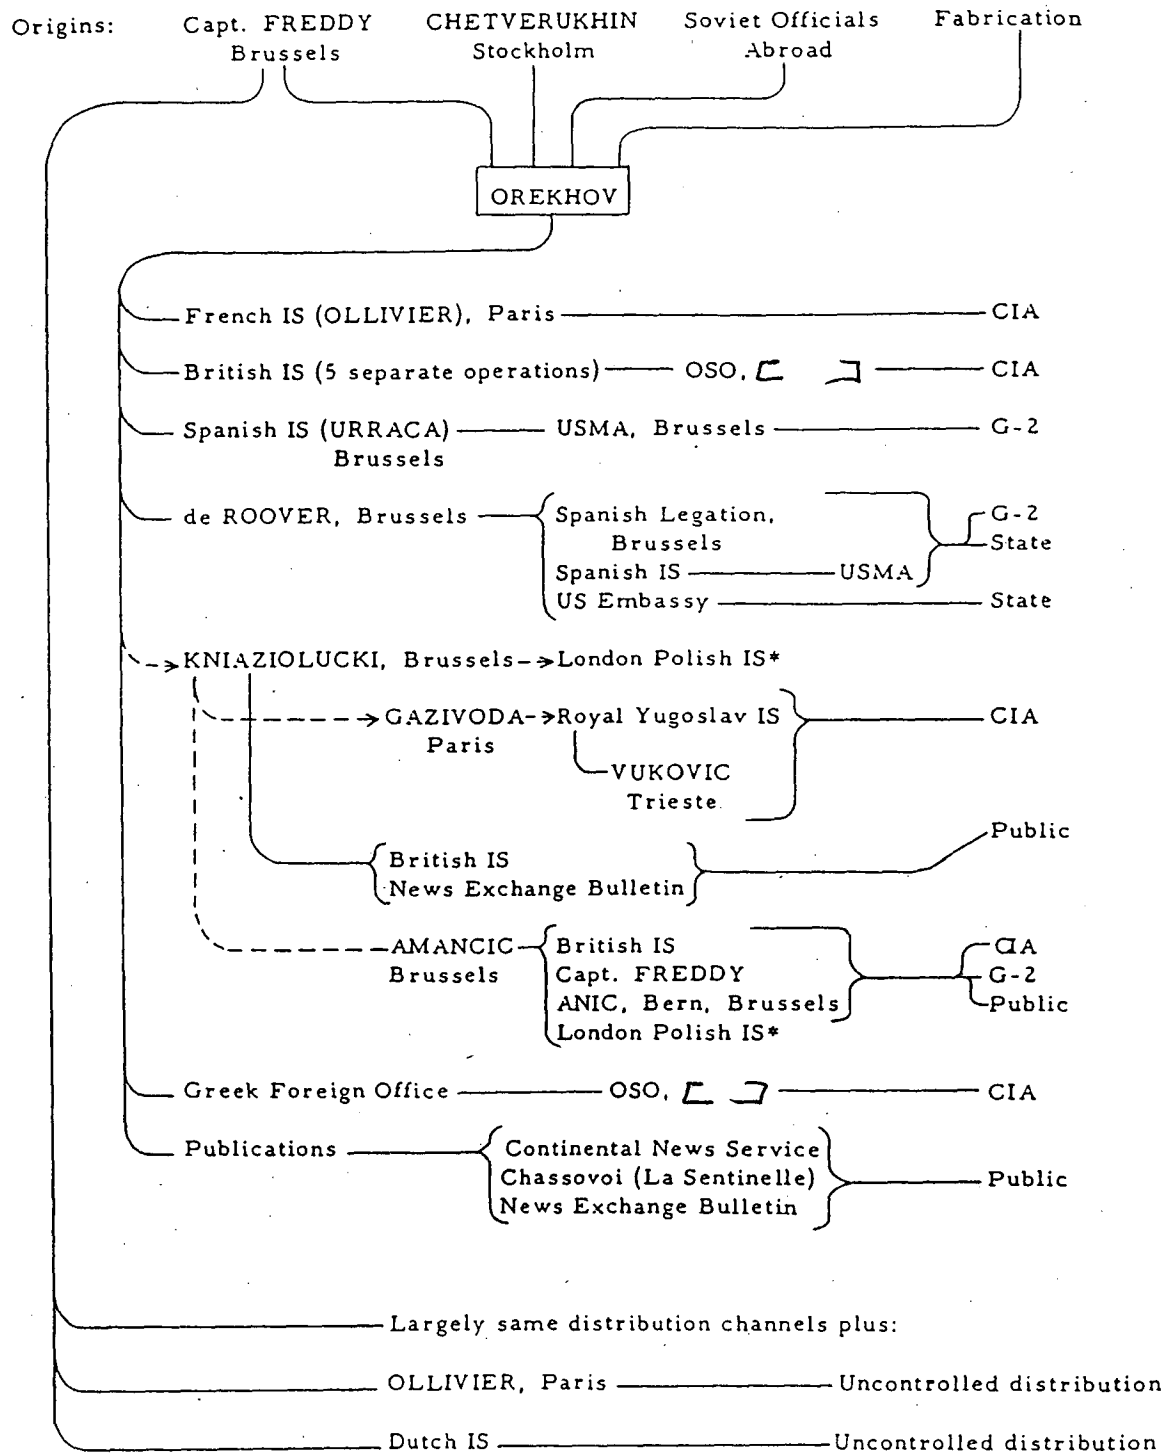 Origins: Capt. FREDDY CHETVERUKHIN Soviet Officials Fabrication
Brussels Stockholm Abroad
OREKHOV
French IS (OLLIVIER), Paris CIA
British IS (5 separate operations) OSO, [ ] CIA
Spanish IS (URRACA) USMA, Brussels G-2
Brussels
de ROOVER, Brussels Spanish Legation, G-2
Brussels State
Spanish IS USMA
US Embassy State
KNIAZIOLUCKI, Brussels London Polish IS*
GAZIVODA Royal Yugoslav IS CIA
Paris
VUKOVIC
Trieste
Public
British IS
News Exchange Bulletin
AMANCIC British IS CIA
Brussels Capt. FREDDY G-2
ANIC, Bern, Brussels Public
London Polish IS*
Greek Foreign Office OSO, [ ] CIA
Publications Continental News Service
Chassovoi (La Sentinelle) Public
News Exchange Bulletin
Largely same distribution channels plus:
OLLIVIER, Paris Uncontrolled distribution
Dutch IS Uncontrolled distribution